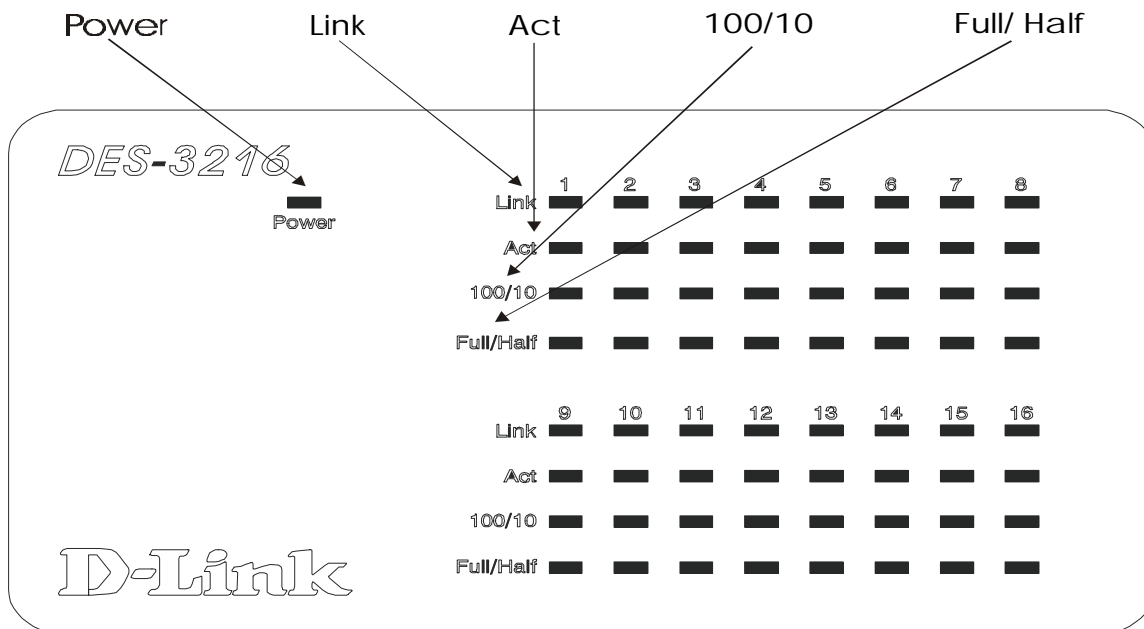 Power Link Act 100/10 Full/ Half
DES-3216
Power
1 2 3 4 5 6 7 8
Link
Act
100/10
Full/Half
9 10 11 12 13 14 15 16
Link
Act
100/10
Full/Half
D-Link